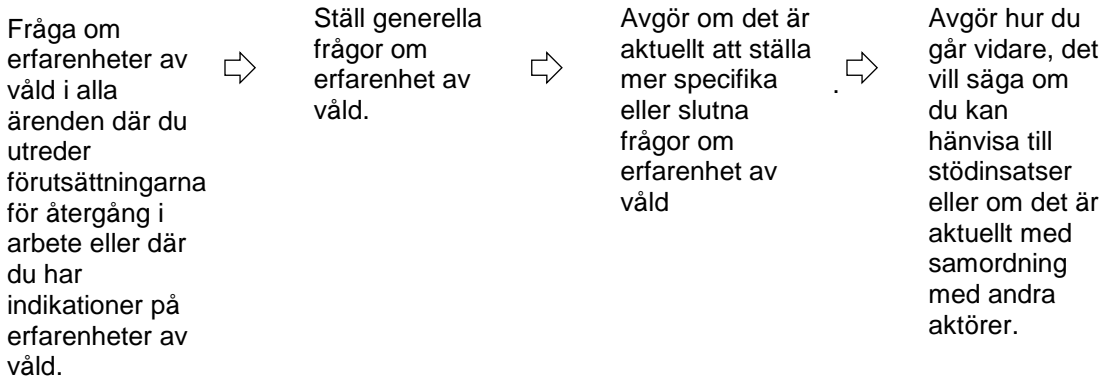 Fråga om
erfarenheter av
våld i alla
ärenden där du
utreder
förutsättningarna
för återgång i
arbete eller där
du har
indikationer på
erfarenheter av
våld.
Ställ generella
frågor om
erfarenhet av
våld.
Avgör om det är
aktuellt att ställa
mer specifika
eller slutna
frågor om
erfarenhet av
våld
.
Avgör hur du
går vidare, det
vill säga om
du kan
hänvisa till
stödinsatser
eller om det är
aktuellt med
samordning
med andra
aktörer.